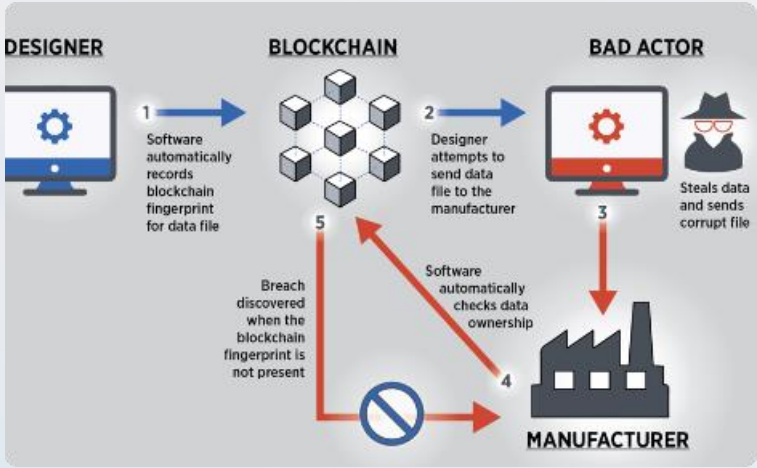 DESIGNER
BLOCKCHAIN
BAD ACTOR
1
Software
automatically
records
blockchain
fingerprint
for data file
2
Designer
attempts to
send data
file to the
manufacturer
Steals data
and sends
corrupt file
3
Software
automatically
checks data
ownership
4
5
Breach
discovered
when the
blockchain
fingerprint is
not present
MANUFACTURER